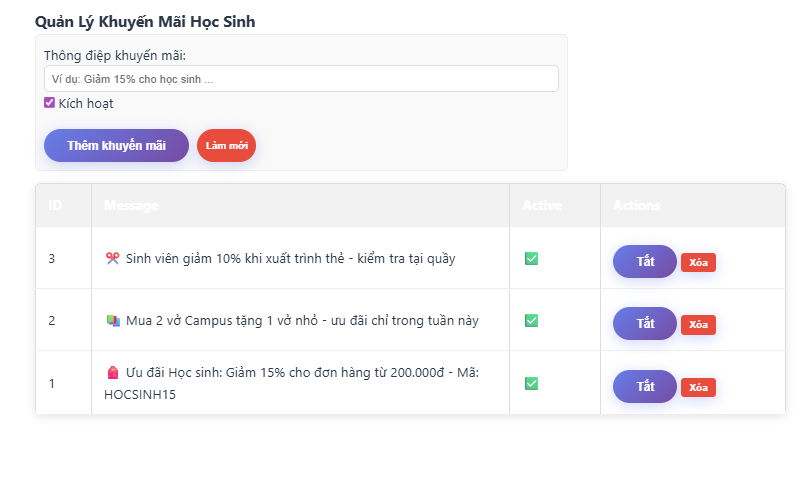 Quản Lý Khuyến Mãi Học Sinh
Thông điệp khuyến mãi:
Ví dụ: Giảm 15% cho học sinh ...
Kích hoạt
Thêm khuyến mãi Làm mới
ID Message Active Actions
3 Sinh viên giảm 10% khi xuất trình thẻ - kiểm tra tại quầy Tắt Xóa
2 Mua 2 vở Campus tặng 1 vở nhỏ - ưu đãi chỉ trong tuần này Tắt Xóa
1 Ưu đãi Học sinh: Giảm 15% cho đơn hàng từ 200.000đ - Mã: Tắt Xóa
HOCSINH15